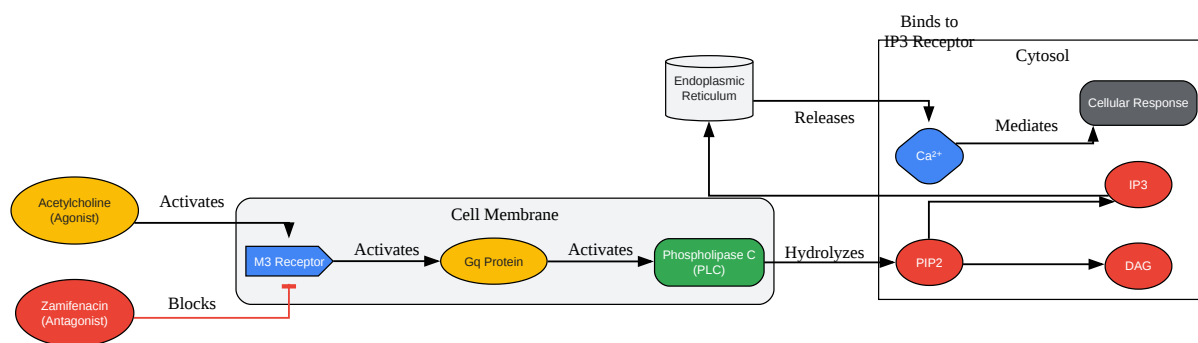 Binds to
IP3 Receptor
Cytosol
Endoplasmic
Reticulum
Releases
Cellular Response
Mediates
Ca²⁺
Acetylcholine
(Agonist)
Activates
Cell Membrane
IP3
M3 Receptor
Activates
Gq Protein
Activates
Phospholipase C
(PLC)
Hydrolyzes
PIP2
DAG
Zamifenacin
(Antagonist)
Blocks